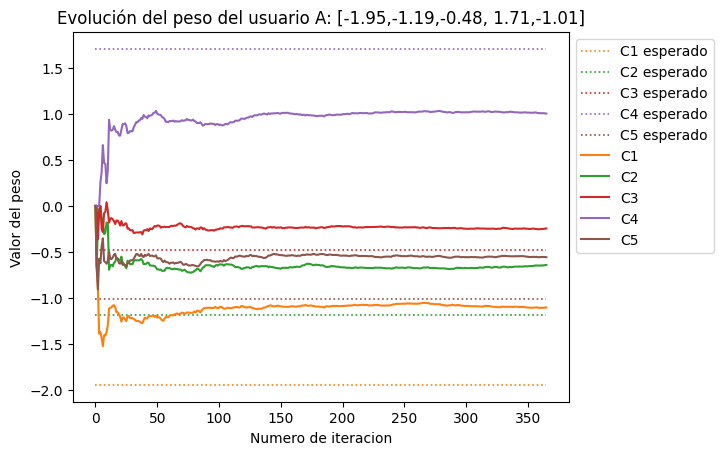 Evolución del peso del usuario A: [-1.95,-1.19,-0.48, 1.71,-1.01]
C1 esperado
C2 esperado
C3 esperado
C4 esperado
C5 esperado
C1
C2
C3
C4
C5
Valor del peso
1.5
1.0
0.5
0.0
−0.5
−1.0
−1.5
−2.0
0 50 100 150 200 250 300 350
Numero de iteracion